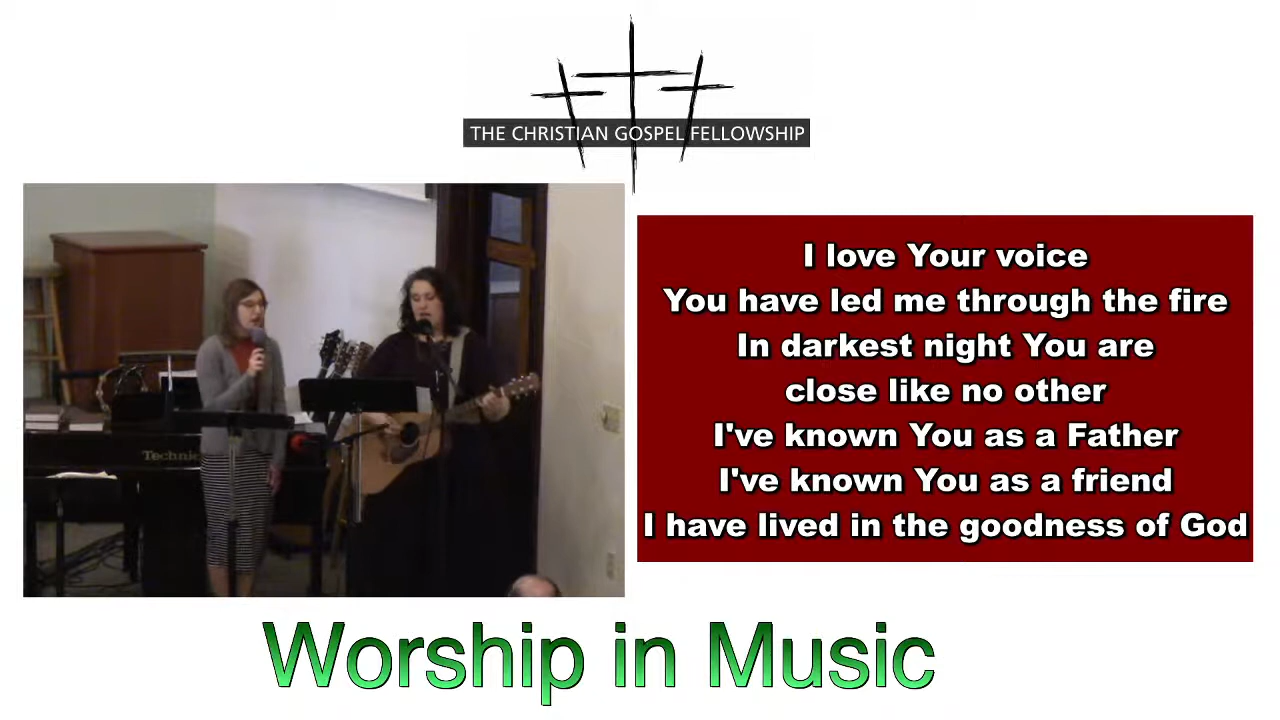 THE CHRISTIAN GOSPEL FELLOWSHIP
I love Your voice
You have led me through the fire
In darkest night You are
close like no other
I've known You as a Father
I've known You as a friend
I have lived in the goodness of God
Technic
Worship in Music